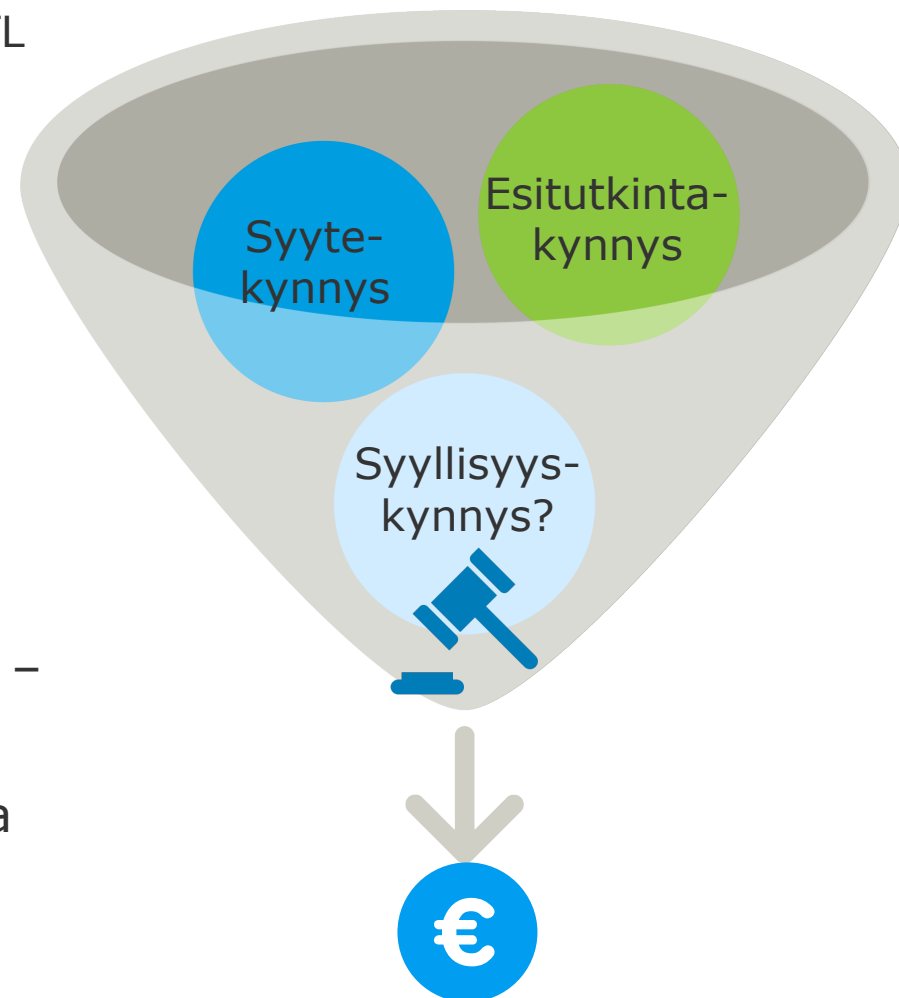 Esitutkinta-
kynnys
Syyte-
kynnys
Syyllisyys-
kynnys?
–
a
€